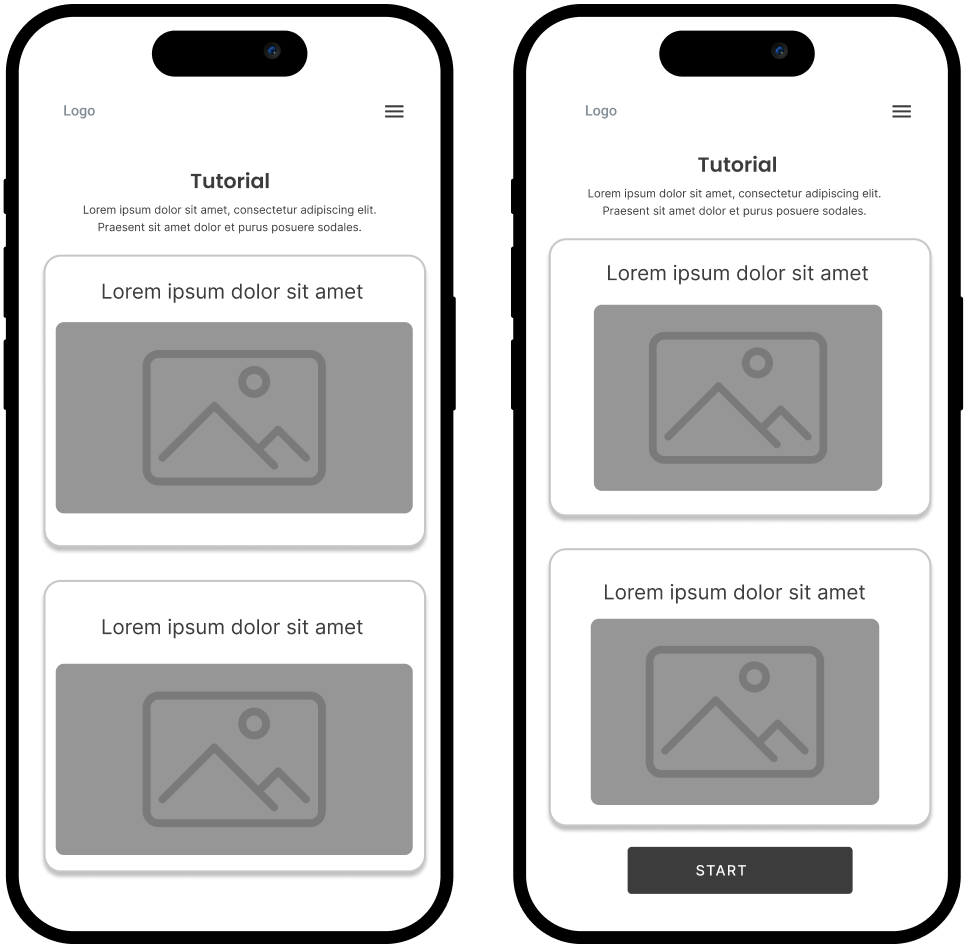 Logo
Tutorial
Lorem ipsum dolor sit amet, consectetur adipiscing elit.
Praesent sit amet dolor et purus posuere sodales.
Lorem ipsum dolor sit amet
Lorem ipsum dolor sit amet
Logo
Tutorial
Lorem ipsum dolor sit amet, consectetur adipiscing elit.
Praesent sit amet dolor et purus posuere sodales.
Lorem ipsum dolor sit amet
Lorem ipsum dolor sit amet
START